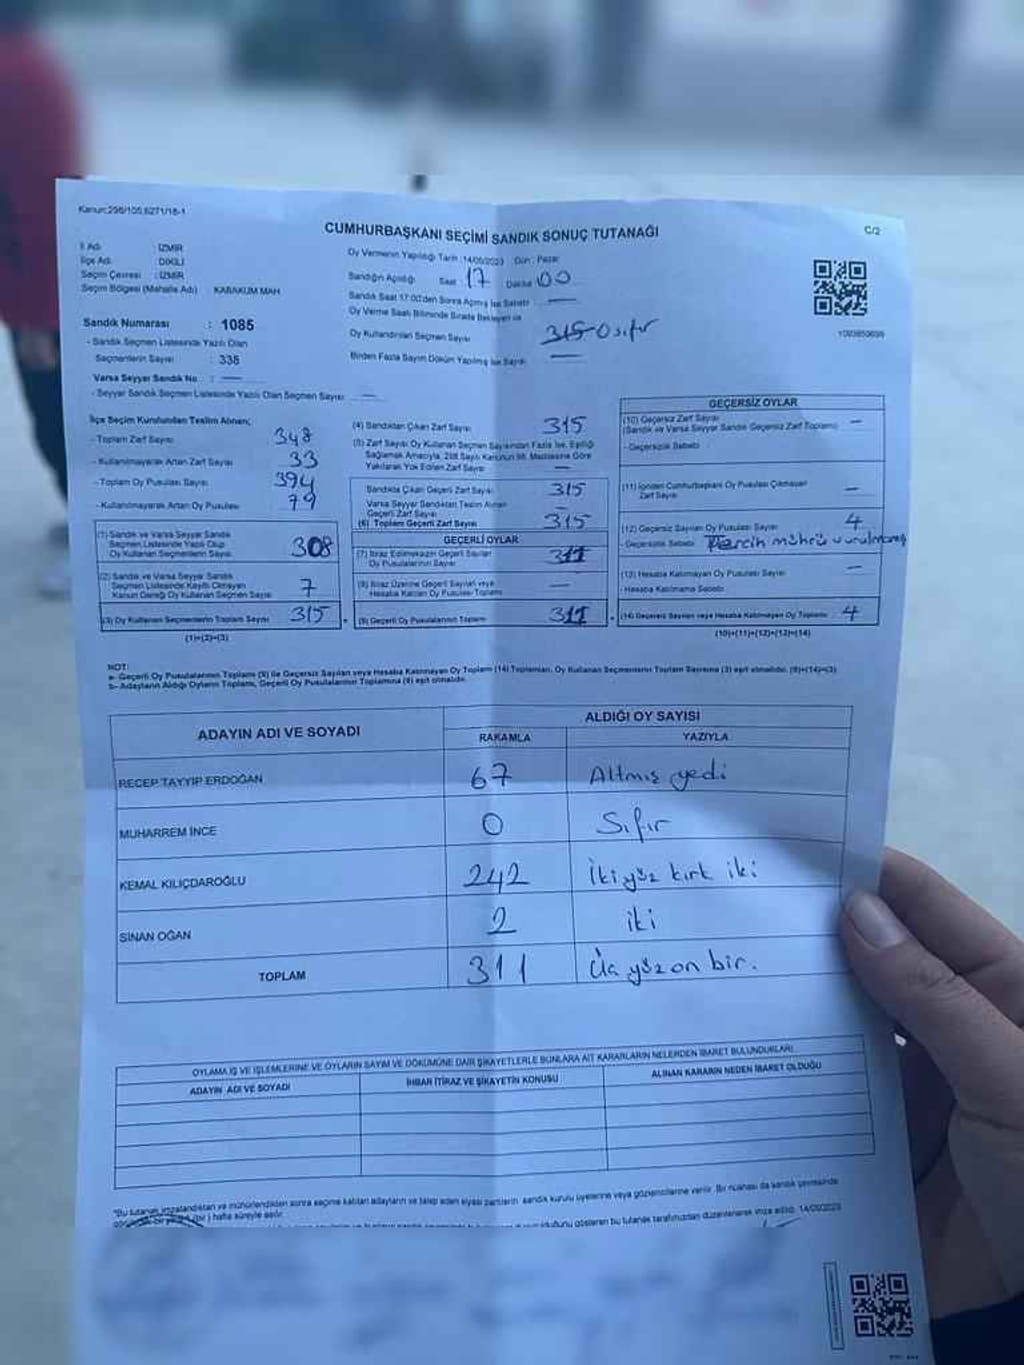 Kanun:298/105,6271/18-1
CUMHURBAŞKANI SEÇİMİ SANDIK SONUÇ TUTANAĞI
C/2
İl Adı : İZMİR
İlçe Adı : DİKİLİ
Seçim Çevresi : İZMİR
Seçim Bölgesi (Mahalle Adı) KABAKUM MAH
Sandık Numarası : 1085
- Sandık Seçmen Listesinde Yazılı Olan
Seçmenlerin Sayısı : 338
Varsa Seyyar Sandık No : —
- Seyyar Sandık Seçmen Listesinde Yazılı Olan Seçmen Sayısı: —
Oy Vermenin Yapıldığı Tarih :14/05/2023 Gün : Pazar
Sandığın Açıldığı Saat 17 Dakika 00
Sandık Saat 17:00'den Sonra Açılmış İse Sebebi —
Oy Verme Saati Bitiminde Sırada Bekleyen ve
Oy Kullandırılan Seçmen Sayısı 315 0 sıfır
Birden Fazla Sayım Döküm Yapılmış İse Sayısı —
İlçe Seçim Kurulundan Teslim Alınan;
- Toplam Zarf Sayısı 348
- Kullanılmayarak Artan Zarf Sayısı 33
- Toplam Oy Pusulası Sayısı 394
- Kullanılmayarak Artan Oy Pusulası 79
(1) Sandık ve Varsa Seyyar Sandık
Seçmen Listesinde Yazılı Olup
Oy Kullanan Seçmenlerin Sayısı 308
(2) Sandık ve Varsa Seyyar Sandık
Seçmen Listesinde Kayıtlı Olmayan
Kanun Gereği Oy Kullanan Seçmen Sayısı 7
(3) Oy Kullanan Seçmenlerin Toplam Sayısı 315
(1)+(2)=(3)
(4) Sandıktan Çıkan Zarf Sayısı 315
(5) Zarf Sayısı Oy Kullanan Seçmen Sayısından Fazla İse, Eşitliği
Sağlamak Amacıyla, 298 Sayılı Kanunun 98. Maddesine Göre
Yakılarak Yok Edilen Zarf Sayısı —
Sandıkta Çıkan Geçerli Zarf Sayısı 315
Varsa Seyyar Sandıktan Teslim Alınan
Geçerli Zarf Sayısı
(6) Toplam Geçerli Zarf Sayısı 315
GEÇERLİ OYLAR
(7) İtiraz Edilmeksizin Geçerli Sayılan
Oy Pusulalarının Sayısı 311
(8) İtiraz Üzerine Geçerli Sayılan veya
Hesaba Katılan Oy Pusulaları Toplamı —
(9) Geçerli Oy Pusulalarının Toplamı 311
GEÇERSİZ OYLAR
(10) Geçersiz Zarf Sayısı —
(Sandık ve Varsa Seyyar Sandık Geçersiz Zarf Toplamı)
- Geçersizlik Sebebi
(11) İçinden Cumhurbaşkanı Oy Pusulası Çıkmayan
Zarf Sayısı —
(12) Geçersiz Sayılan Oy Pusulası Sayısı 4
- Geçersizlik Sebebi Tercih mührü vurulmamış
(13) Hesaba Katılmayan Oy Pusulası Sayısı —
- Hesaba Katılmama Sebebi
(14) Geçersiz Sayılan veya Hesaba Katılmayan Oy Toplamı 4
(10)+(11)+(12)+(13)=(14)
NOT:
a- Geçerli Oy Pusulalarının Toplamı (9) ile Geçersiz Sayılan veya Hesaba Katılmayan Oy Toplamı (14) Toplamları, Oy Kullanan Seçmenlerin Toplam Sayısına (3) eşit olmalıdır. (9)+(14)=(3)
b- Adayların Aldığı Oyların Toplamı, Geçerli Oy Pusulalarının Toplamına (9) eşit olmalıdır.
ADAYIN ADI VE SOYADI
ALDIĞI OY SAYISI
RAKAMLA YAZIYLA
RECEP TAYYİP ERDOĞAN 67 Altmış yedi
MUHARREM İNCE 0 Sıfır
KEMAL KILIÇDAROĞLU 242 İkiyüz kırk iki
SİNAN OĞAN 2 iki
TOPLAM 311 Üç yüz on bir.
OYLAMA İŞ VE İŞLEMLERİNE VE OYLARIN SAYIM VE DÖKÜMÜNE DAİR ŞİKAYETLERLE BUNLARA AİT KARARLARIN NELERDEN İBARET BULUNDUKLARI
ADAYIN ADI VE SOYADI İHBAR İTİRAZ VE ŞİKAYETİN KONUSU ALINAN KARARIN NEDEN İBARET OLDUĞU
"Bu tutanak imzalandıktan ve mühürlendikten sonra seçime katılan adayların ve talep eden siyasi partilerin sandık kurulu üyelerine veya gözlemcilerine verilir. Bir nüshası da sandık çevresinde
bir ) hafta süreyle asılır.
olduğunu gösteren bu tutanak tarafımızdan düzenlenerek imza edildi. 14/05/2023